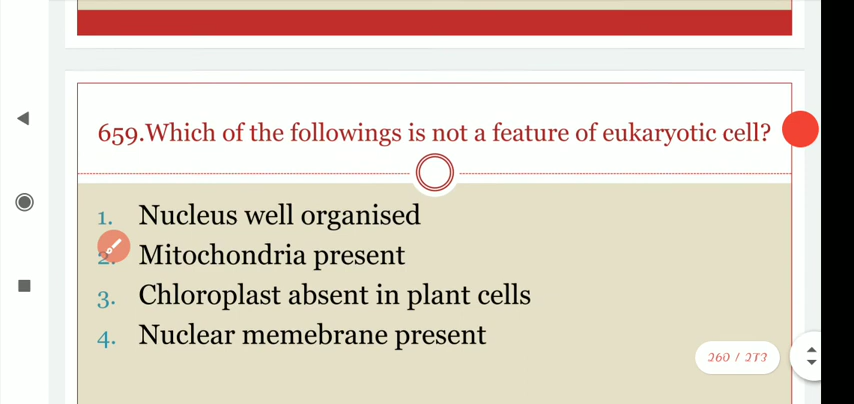 659.Which of the followings is not a feature of eukaryotic cell?
1. Nucleus well organised
2. Mitochondria present
3. Chloroplast absent in plant cells
4. Nuclear memebrane present
260 / 273